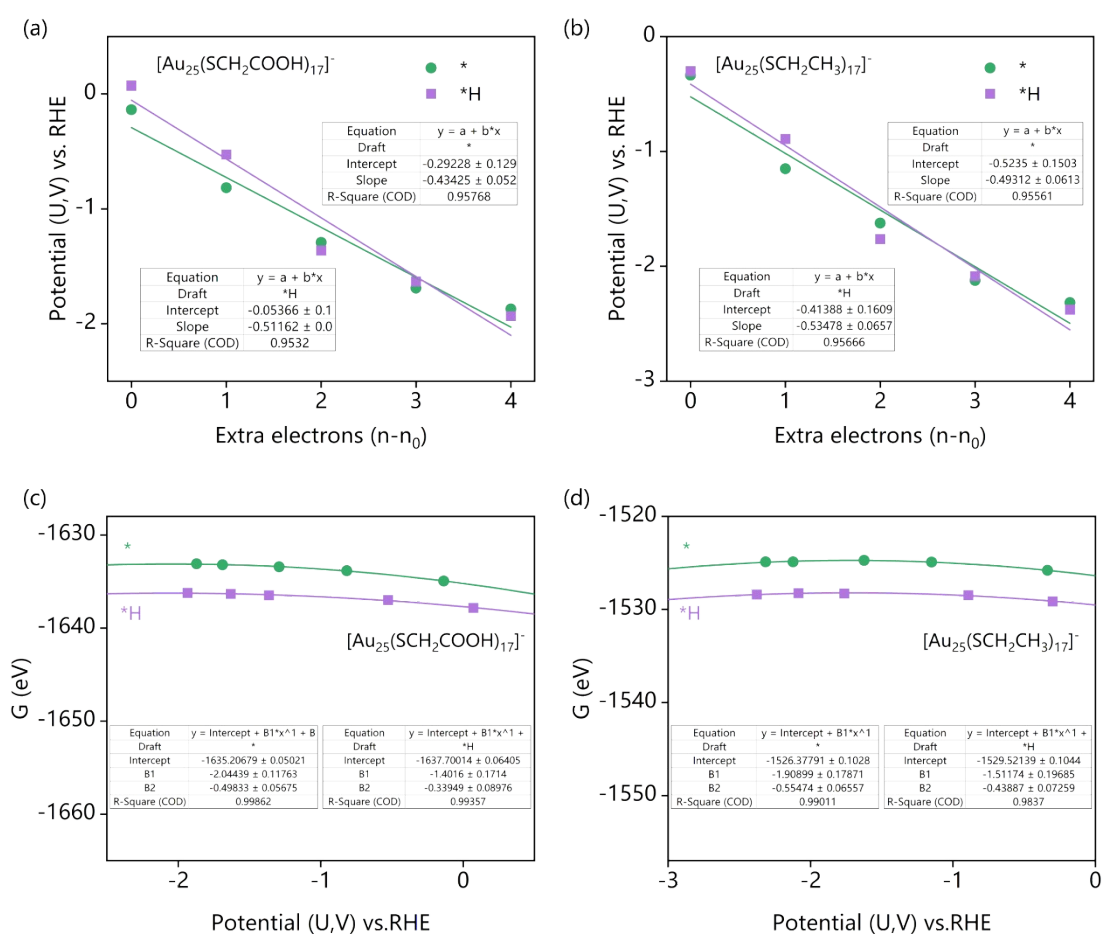 (a)
[Au₂₅(SCH₂COOH)₁₇]⁻
*
*H
Equation y = a + b*x
Draft *
Intercept -0.29228 ± 0.129
Slope -0.43425 ± 0.052
R-Square (COD) 0.95768
Equation y = a + b*x
Draft *H
Intercept -0.05366 ± 0.1
Slope -0.51162 ± 0.0
R-Square (COD) 0.9532
Potential (U,V) vs. RHE
0
-1
-2
0 1 2 3 4
Extra electrons (n-n₀)
(b)
[Au₂₅(SCH₂CH₃)₁₇]⁻
*
*H
Equation y = a + b*x
Draft *
Intercept -0.5235 ± 0.1503
Slope -0.49312 ± 0.0613
R-Square (COD) 0.95561
Equation y = a + b*x
Draft *H
Intercept -0.41388 ± 0.1609
Slope -0.53478 ± 0.0657
R-Square (COD) 0.95666
Potential (U,V) vs. RHE
0
-1
-2
-3
0 1 2 3 4
Extra electrons (n-n₀)
(c)
*
*H
[Au₂₅(SCH₂COOH)₁₇]⁻
Equation y = Intercept + B1*x^1 + B
Draft *
Intercept -1635.20679 ± 0.05021
B1 -2.04439 ± 0.11763
B2 -0.49833 ± 0.05675
R-Square (COD) 0.99862
Equation y = Intercept + B1*x^1 +
Draft *H
Intercept -1637.70014 ± 0.06405
B1 -1.4016 ± 0.1714
B2 -0.33949 ± 0.08976
R-Square (COD) 0.99357
G (eV)
-1630
-1640
-1650
-1660
-2 -1 0
Potential (U,V) vs.RHE
(d)
*
*H
[Au₂₅(SCH₂CH₃)₁₇]⁻
Equation y = Intercept + B1*x^1
Draft *
Intercept -1526.37791 ± 0.1028
B1 -1.90899 ± 0.17871
B2 -0.55474 ± 0.06557
R-Square (COD) 0.99011
Equation y = Intercept + B1*x^1 +
Draft *H
Intercept -1529.52139 ± 0.1044
B1 -1.51174 ± 0.19685
B2 -0.43887 ± 0.07259
R-Square (COD) 0.9837
G (eV)
-1520
-1530
-1540
-1550
-3 -2 -1 0
Potential (U,V) vs.RHE